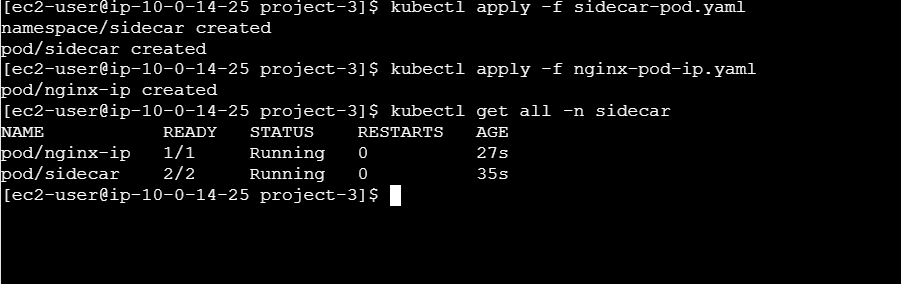 [ec2-user@ip-10-0-14-25 project-3]$ kubectl apply -f sidecar-pod.yaml
namespace/sidecar created
pod/sidecar created
[ec2-user@ip-10-0-14-25 project-3]$ kubectl apply -f nginx-pod-ip.yaml
pod/nginx-ip created
[ec2-user@ip-10-0-14-25 project-3]$ kubectl get all -n sidecar
NAME           READY   STATUS    RESTARTS   AGE
pod/nginx-ip   1/1     Running   0          27s
pod/sidecar    2/2     Running   0          35s
[ec2-user@ip-10-0-14-25 project-3]$